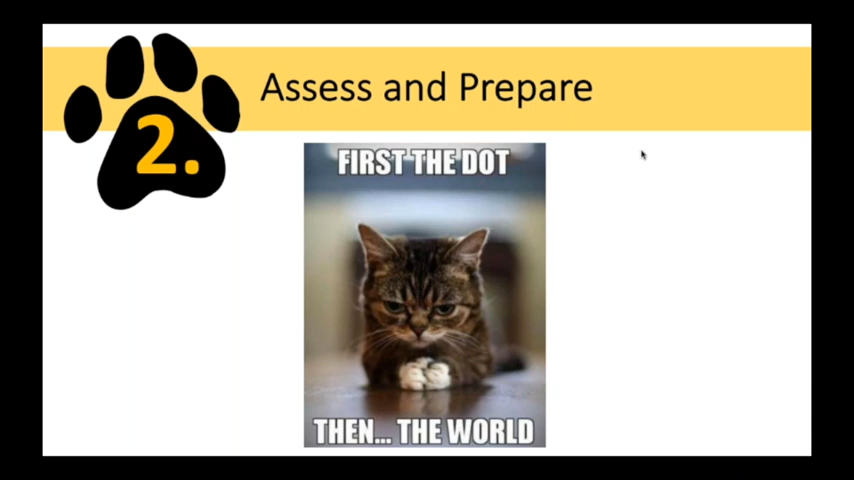 2.
Assess and Prepare
FIRST THE DOT
THEN... THE WORLD